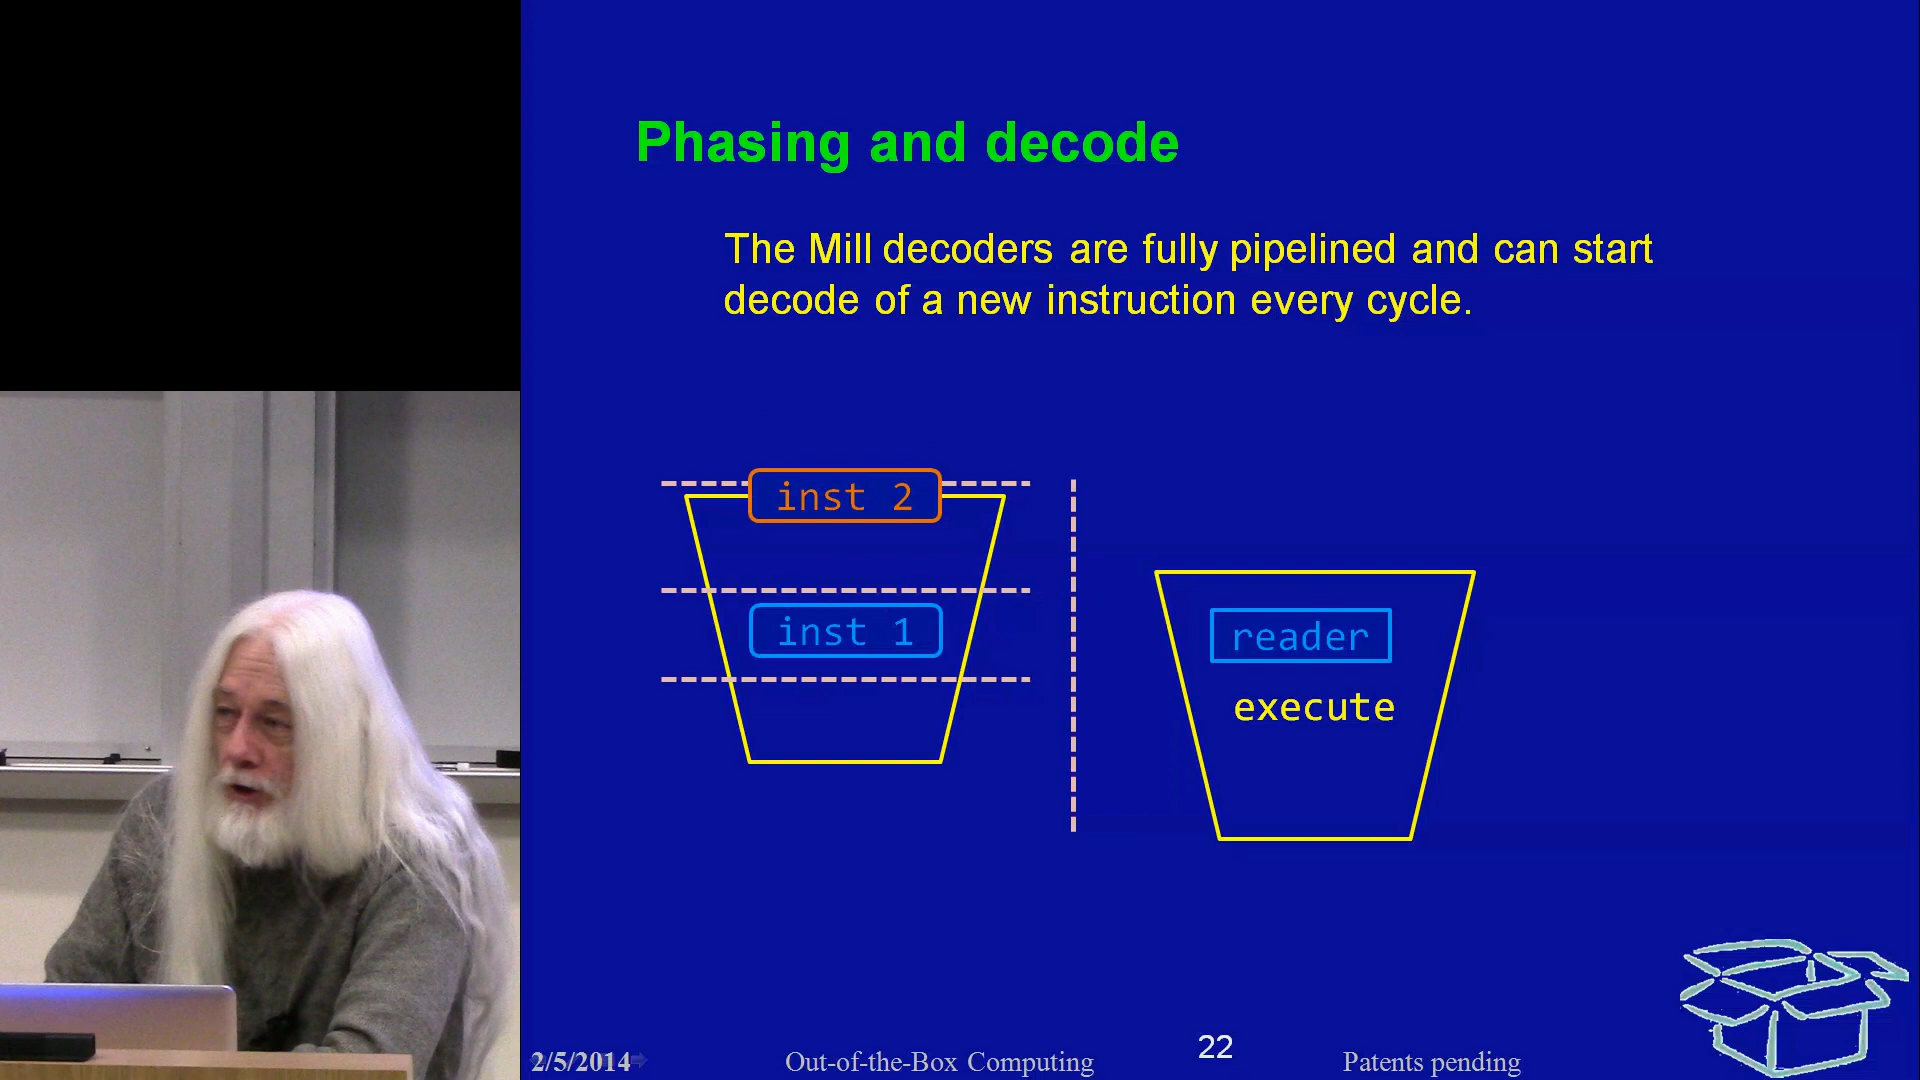 Phasing and decode
The Mill decoders are fully pipelined and can start
decode of a new instruction every cycle.
inst 2
inst 1
reader
execute
2/5/2014
Out-of-the-Box Computing
22
Patents pending